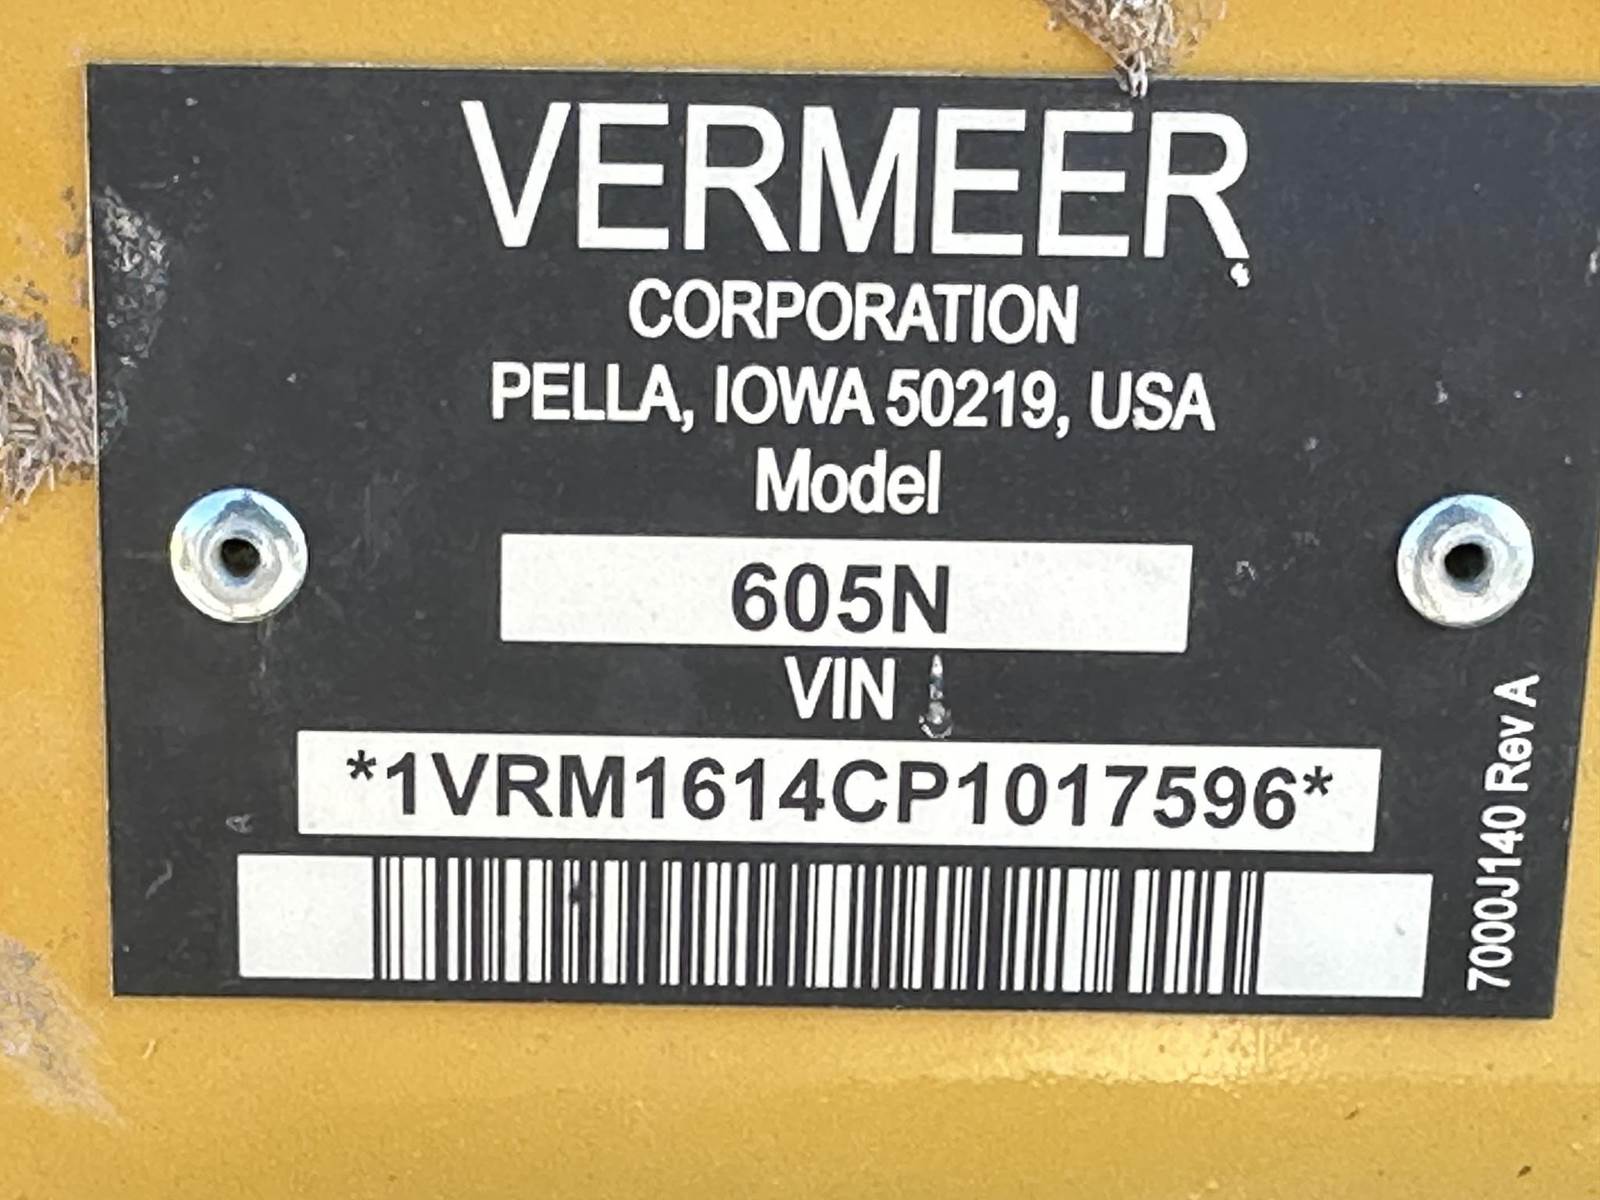 VERMEER
CORPORATION
PELLA, IOWA 50219, USA
Model
605N
VIN
*1VRM1614CP1017596*
7000J140 Rev A